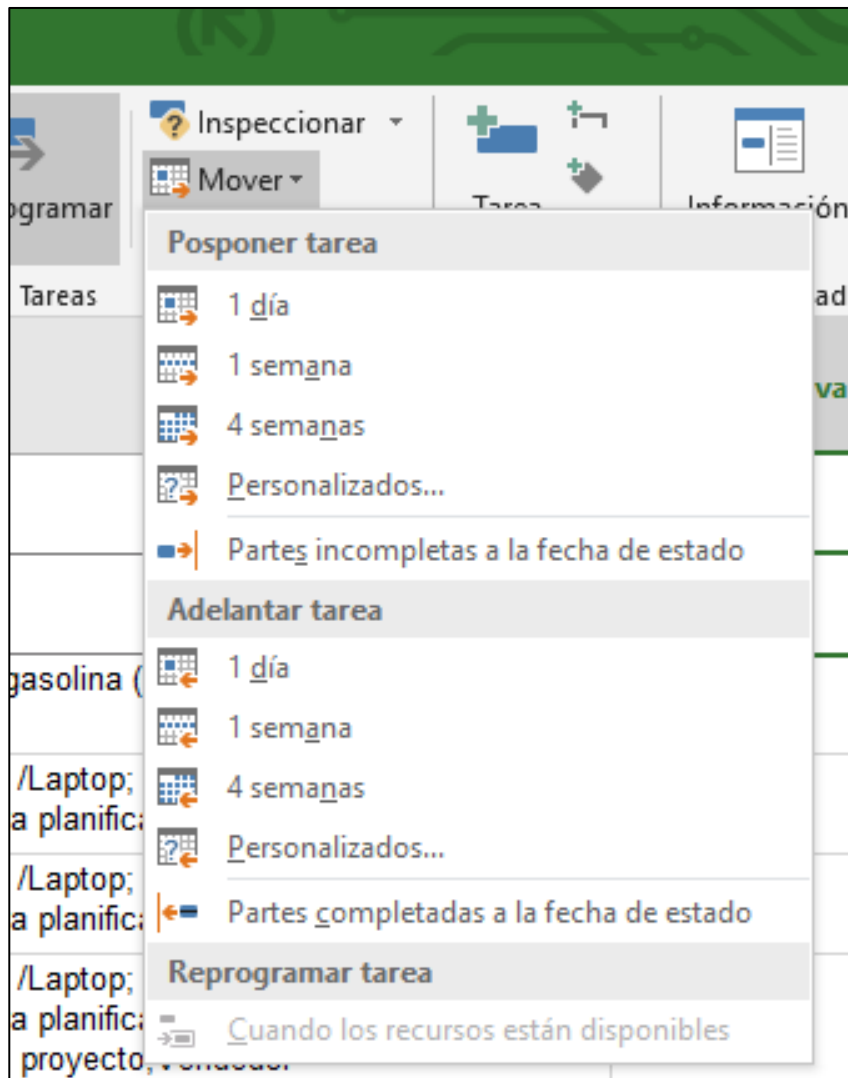 Inspeccionar
Mover
ogramar
Tarea
Información
Tareas
ad
va
Posponer tarea
1 día
1 semana
4 semanas
Personalizados...
Partes incompletas a la fecha de estado
Adelantar tarea
1 día
1 semana
4 semanas
Personalizados...
Partes completadas a la fecha de estado
Reprogramar tarea
Cuando los recursos están disponibles
gasolina (
/Laptop;
a planifica
/Laptop;
a planifica
/Laptop;
a planifica
proyecto;